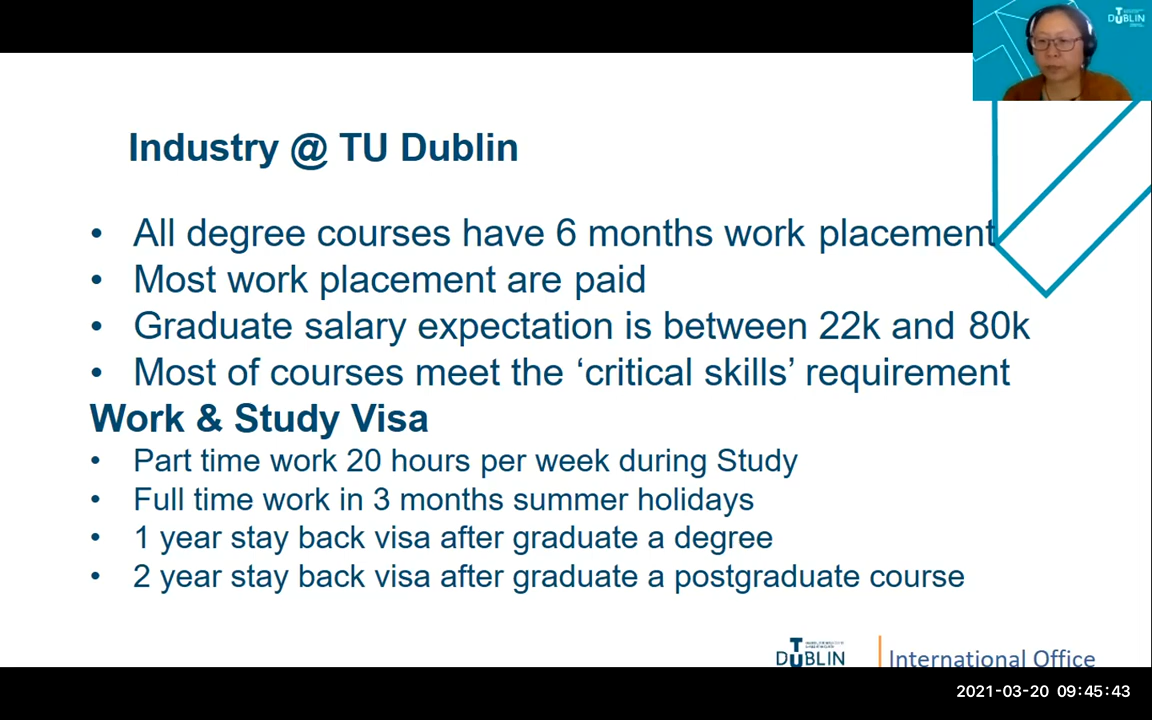 DUBLIN
Industry @ TU Dublin
• All degree courses have 6 months work placement
• Most work placement are paid
• Graduate salary expectation is between 22k and 80k
• Most of courses meet the ‘critical skills’ requirement
Work & Study Visa
• Part time work 20 hours per week during Study
• Full time work in 3 months summer holidays
• 1 year stay back visa after graduate a degree
• 2 year stay back visa after graduate a postgraduate course
DUBLIN
International Office
2021-03-20 09:45:43